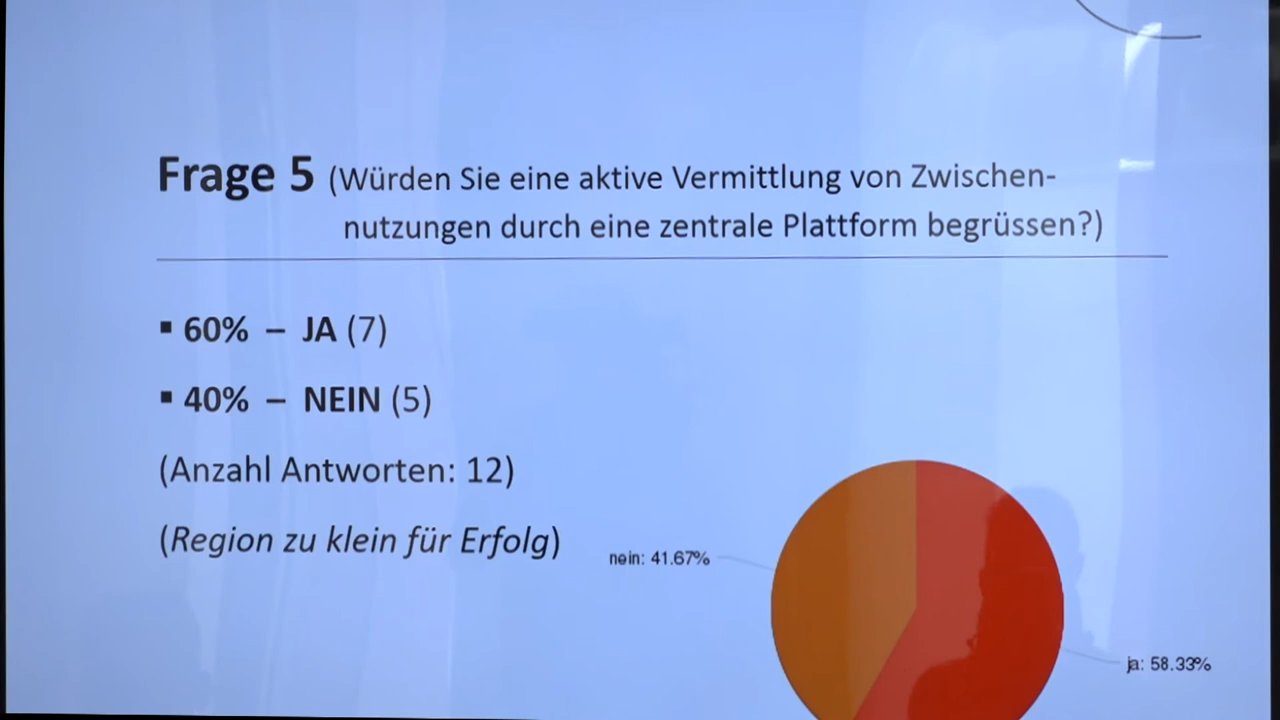 Frage 5 (Würden Sie eine aktive Vermittlung von Zwischen-
nutzungen durch eine zentrale Plattform begrüssen?)
▪ 60% – JA (7)
▪ 40% – NEIN (5)
(Anzahl Antworten: 12)
(Region zu klein für Erfolg)
nein: 41.67%
ja: 58.33%